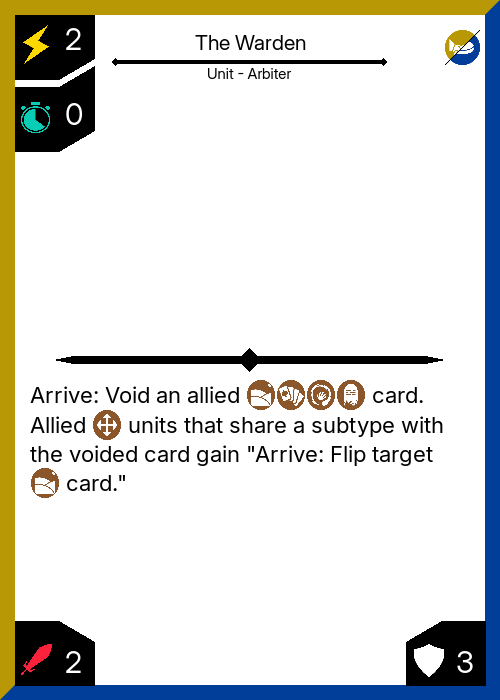 2
The Warden
Unit - Arbiter
0
Arrive: Void an allied card.
Allied units that share a subtype with
the voided card gain "Arrive: Flip target
card."
2
3